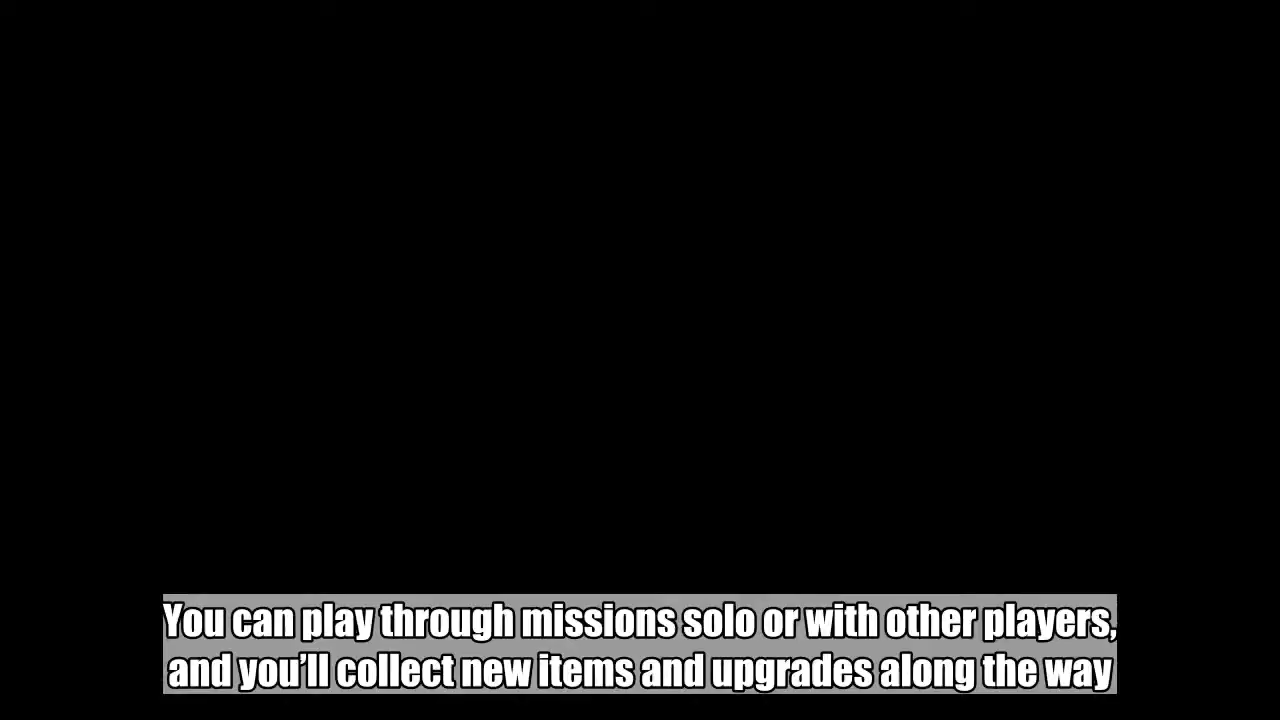 You can play through missions solo or with other players,
and you’ll collect new items and upgrades along the way